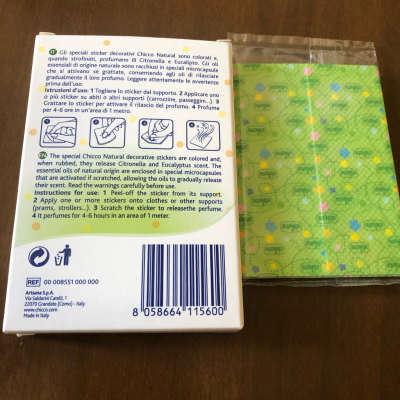 IT Gli speciali sticker decorativi Chicco Natural sono colorati e,
quando strofinati, profumano di Citronella e Eucalipto. Gli oli
essenziali di origine naturale sono racchiusi in speciali microcapsule
che si attivano se grattate, consentendo agli oli di rilasciare
gradualmente il loro profumo. Leggere attentamente le avvertenze
prima dell'uso.
Istruzioni d'uso: 1 Togliere lo sticker dal supporto. 2 Applicare uno
o più sticker su abiti o altri supporti (carrozzine, passeggini...). 3
Grattare lo sticker per attivare il rilascio del profumo. 4 Profuma
per 4-6 ore in un'area di 1 metro.
1 2 3 4
EN The special Chicco Natural decorative stickers are colored and,
when rubbed, they release Citronella and Eucalyptus scent. The
essential oils of natural origin are enclosed in special microcapsules
that are activated if scratched, allowing the oils to gradually release
their scent. Read the warnings carefully before use.
Instructions for use: 1 Peel-off the sticker from its support.
2 Apply one or more stickers onto clothes or other supports
(prams, strollers...). 3 Scratch the sticker to releasethe perfume.
4 It perfumes for 4-6 hours in an area of 1 meter.
REF 00 008551 000 000
Artsana S.p.A.
Via Saldarini Catelli, 1
22070 Grandate (Como) - Italy
www.chicco.com
Made in Italy
8 058664 115600